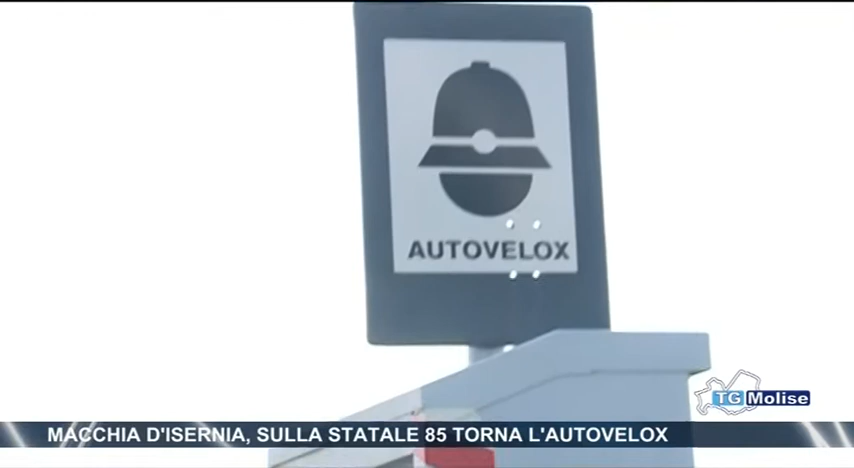 AUTOVELOX
TG Molise
MACCHIA D'ISERNIA, SULLA STATALE 85 TORNA L'AUTOVELOX